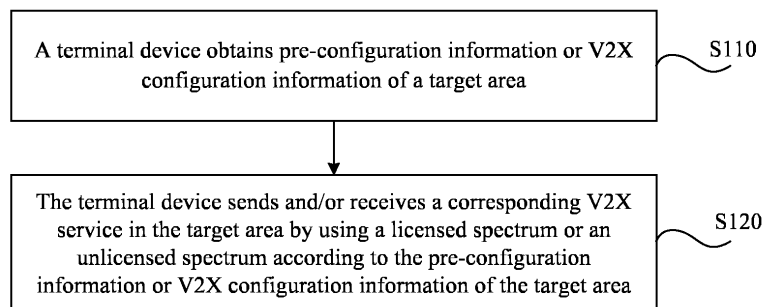 A terminal device obtains pre-configuration information or V2X
configuration information of a target area
S110
The terminal device sends and/or receives a corresponding V2X
service in the target area by using a licensed spectrum or an
unlicensed spectrum according to the pre-configuration
information or V2X configuration information of the target area
S120